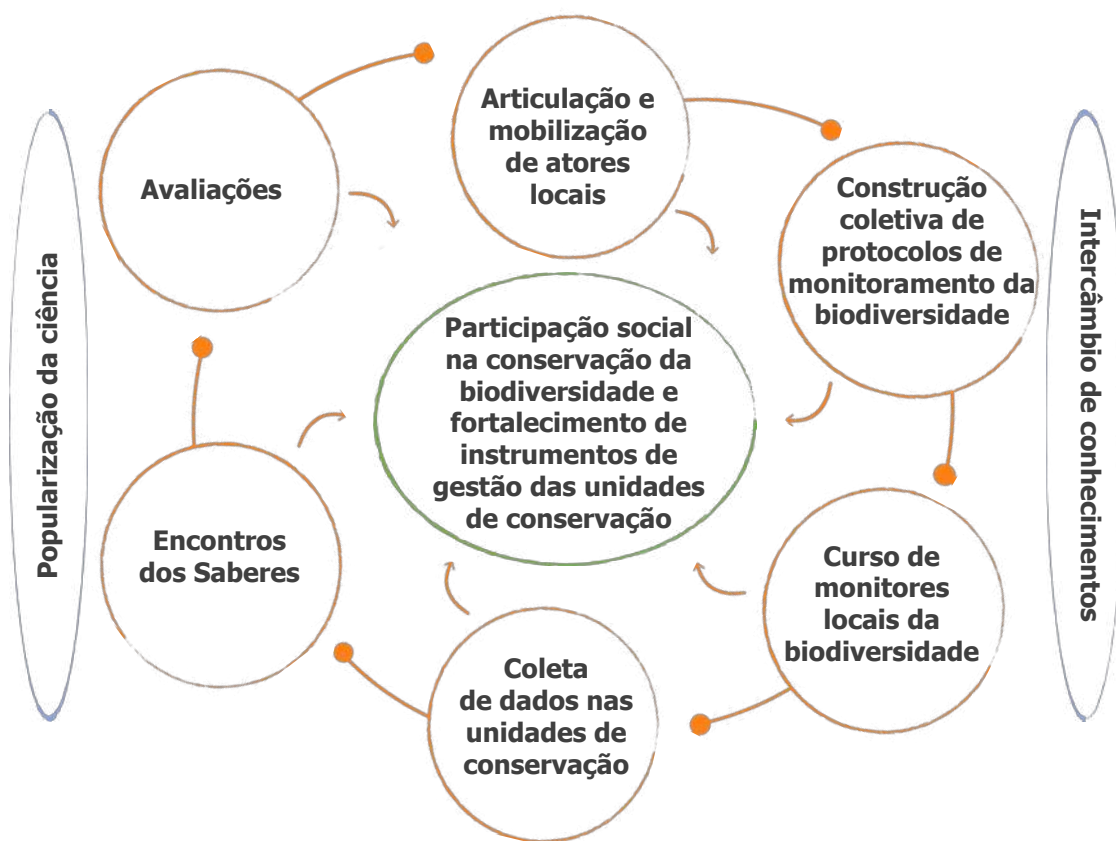 Articulação e
mobilização
de atores
locais
Avaliações
Construção
coletiva de
protocolos de
monitoramento da
biodiversidade
Popularização da ciência
Intercâmbio de conhecimentos
Participação social
na conservação da
biodiversidade e
fortalecimento de
instrumentos de
gestão das unidades
de conservação
Encontros
dos Saberes
Curso de
monitores
locais da
biodiversidade
Coleta
de dados nas
unidades de
conservação